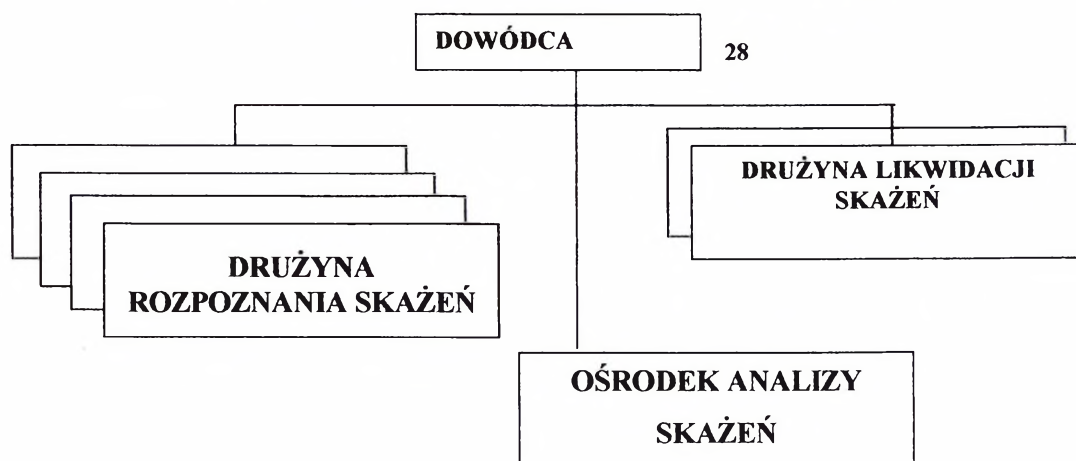 DOWÓDCA
28
DRUŻYNA LIKWIDACJI
SKAŻEŃ
DRUŻYNA
ROZPOZNANIA SKAŻEŃ
OŚRODEK ANALIZY
SKAŻEŃ